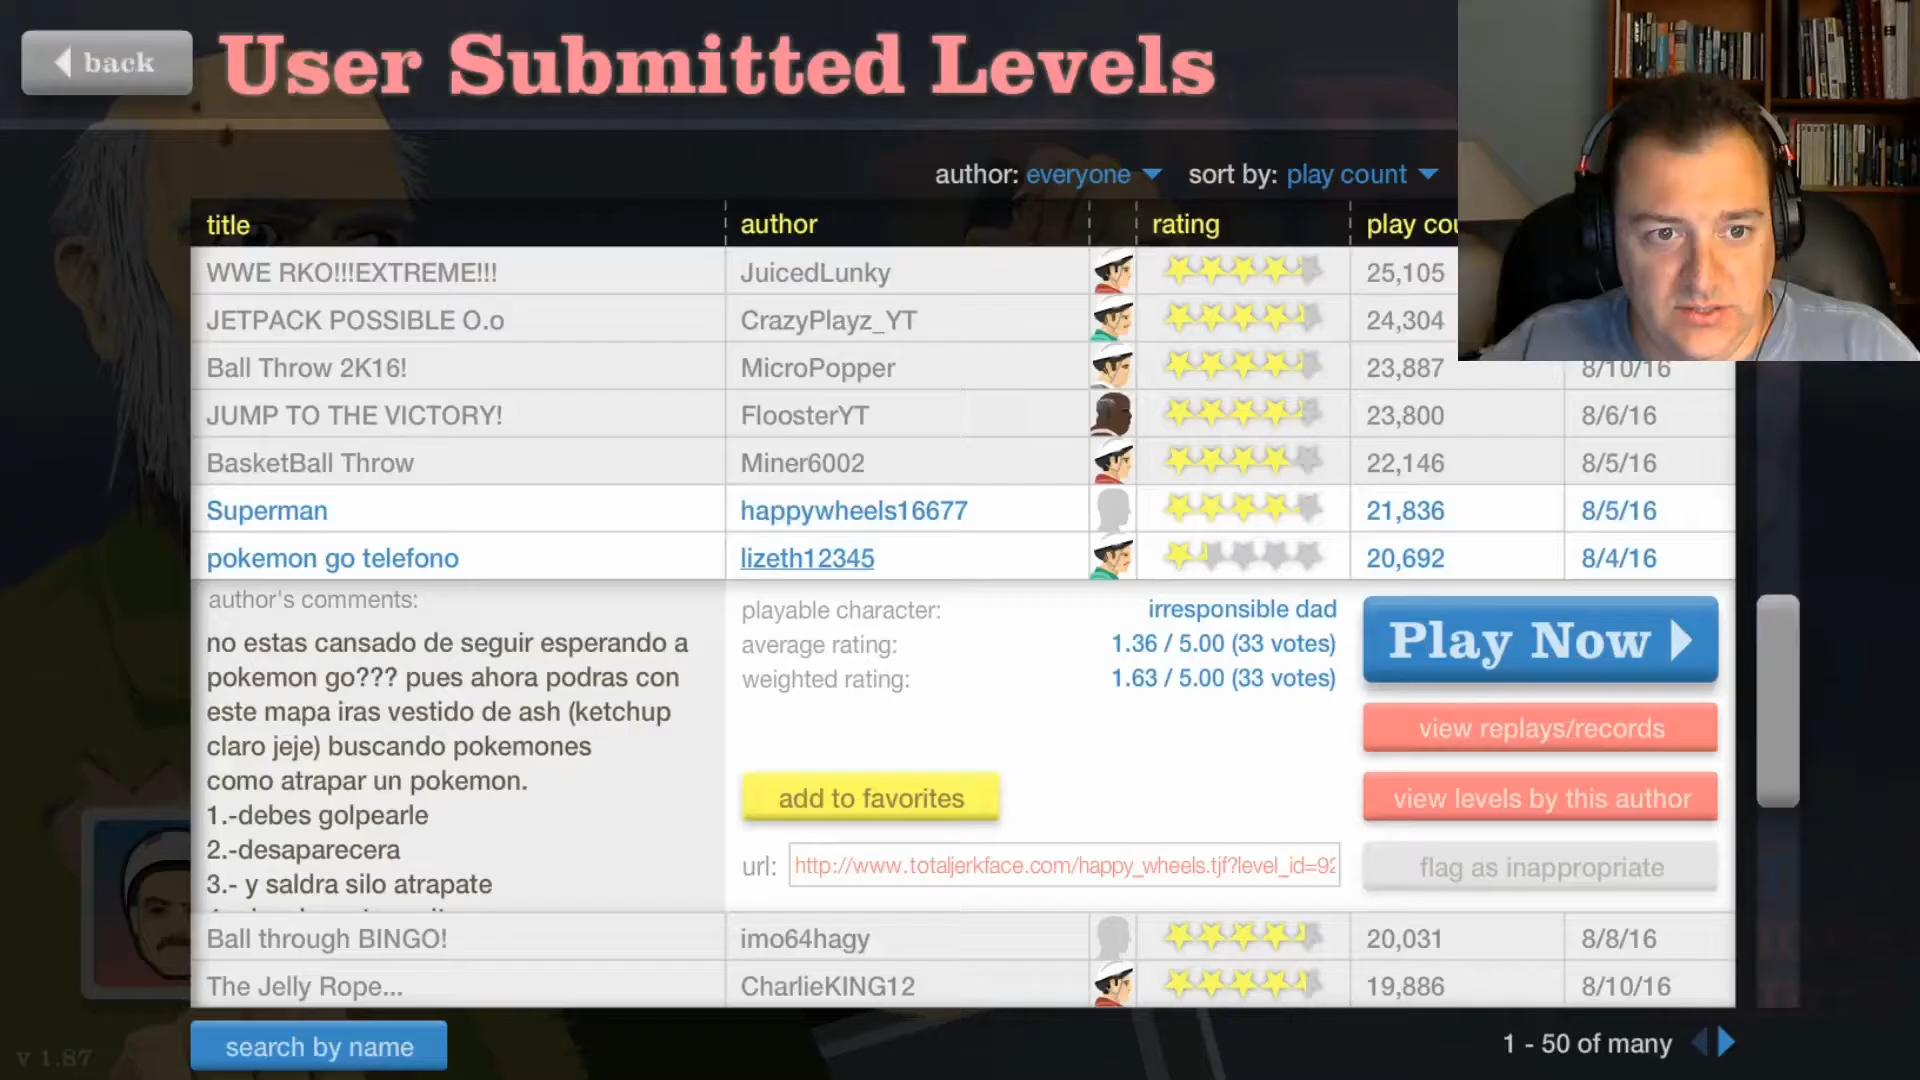 back
User Submitted Levels
author: everyone sort by: play count
title author rating play cou
WWE RKO!!!EXTREME!!! JuicedLunky 25,105
JETPACK POSSIBLE O.o CrazyPlayz_YT 24,304
Ball Throw 2K16! MicroPopper 23,887 8/10/16
JUMP TO THE VICTORY! FloosterYT 23,800 8/6/16
BasketBall Throw Miner6002 22,146 8/5/16
Superman happywheels16677 21,836 8/5/16
pokemon go telefono lizeth12345 20,692 8/4/16
author's comments:
no estas cansado de seguir esperando a
pokemon go??? pues ahora podras con
este mapa iras vestido de ash (ketchup
claro jeje) buscando pokemones
como atrapar un pokemon.
1.-debes golpearle
2.-desaparecera
3.- y saldra silo atrapate
playable character: irresponsible dad
average rating: 1.36 / 5.00 (33 votes)
weighted rating: 1.63 / 5.00 (33 votes)
add to favorites
url: http://www.totaljerkface.com/happy_wheels.tjf?level_id=92
Play Now
view replays/records
view levels by this author
flag as inappropriate
Ball through BINGO! imo64hagy 20,031 8/8/16
The Jelly Rope... CharlieKING12 19,886 8/10/16
search by name
1 - 50 of many
v 1.87